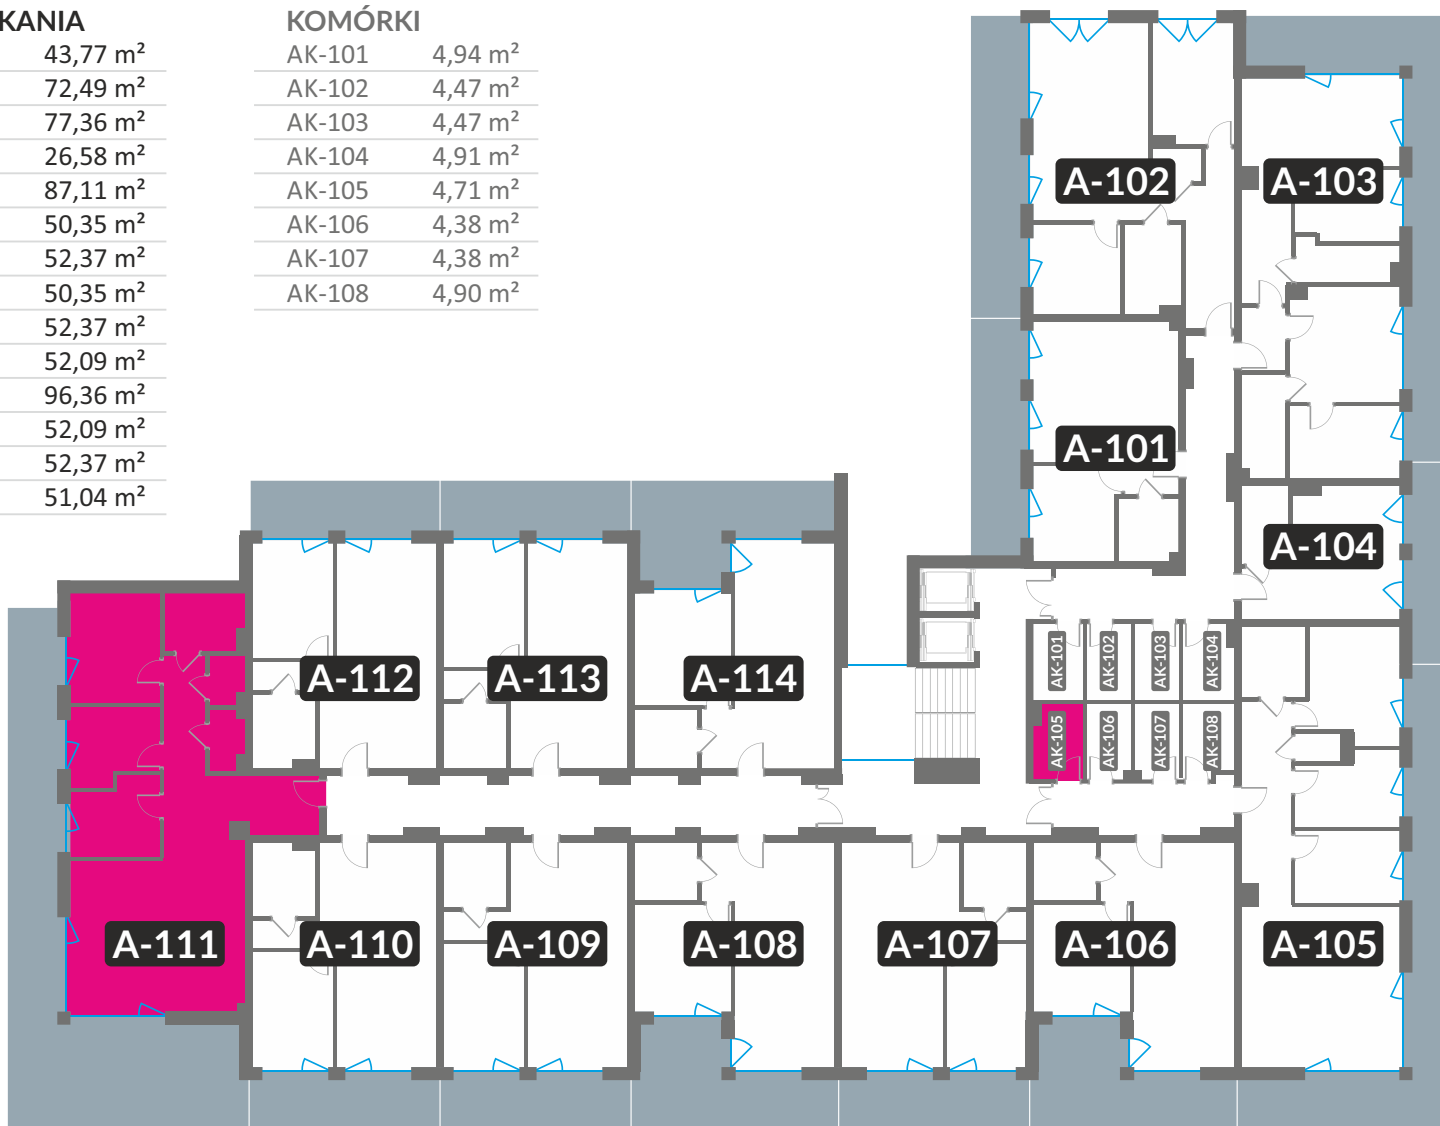 KANIA
43,77 m²
72,49 m²
77,36 m²
26,58 m²
87,11 m²
50,35 m²
52,37 m²
50,35 m²
52,37 m²
52,09 m²
96,36 m²
52,09 m²
52,37 m²
51,04 m²
KOMÓRKI
AK-101 4,94 m²
AK-102 4,47 m²
AK-103 4,47 m²
AK-104 4,91 m²
AK-105 4,71 m²
AK-106 4,38 m²
AK-107 4,38 m²
AK-108 4,90 m²
A-102
A-103
A-101
A-104
AK-101
AK-102
AK-103
AK-104
A-112
A-113
A-114
AK-105
AK-106
AK-107
AK-108
A-111
A-110
A-109
A-108
A-107
A-106
A-105